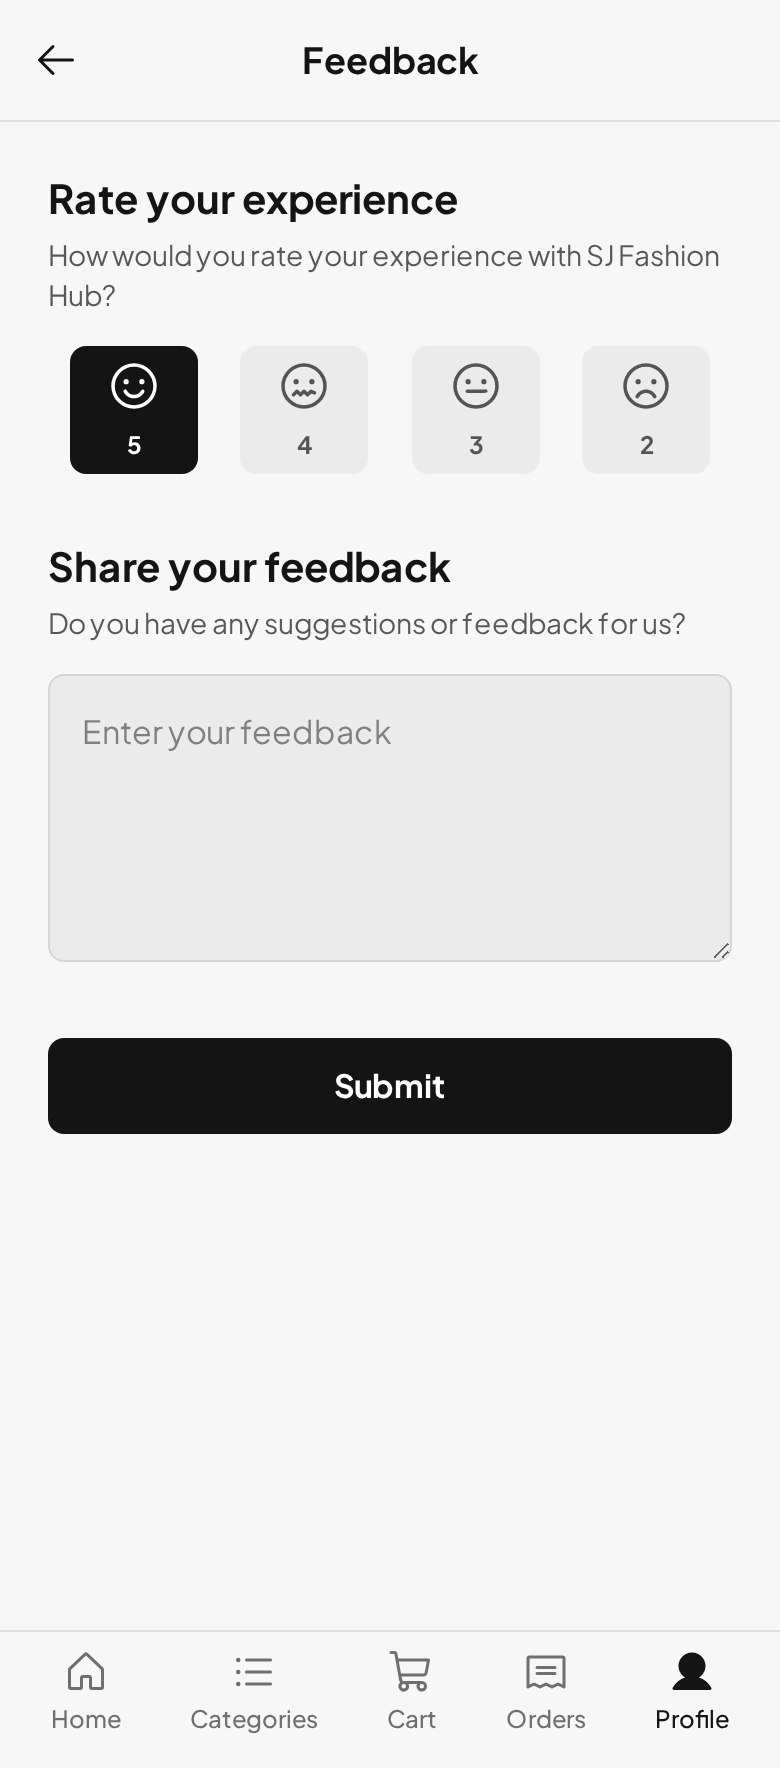 Feedback
Rate your experience
How would you rate your experience with SJ Fashion
Hub?
5 4 3 2
Share your feedback
Do you have any suggestions or feedback for us?
Enter your feedback
Submit
Home Categories Cart Orders Profile